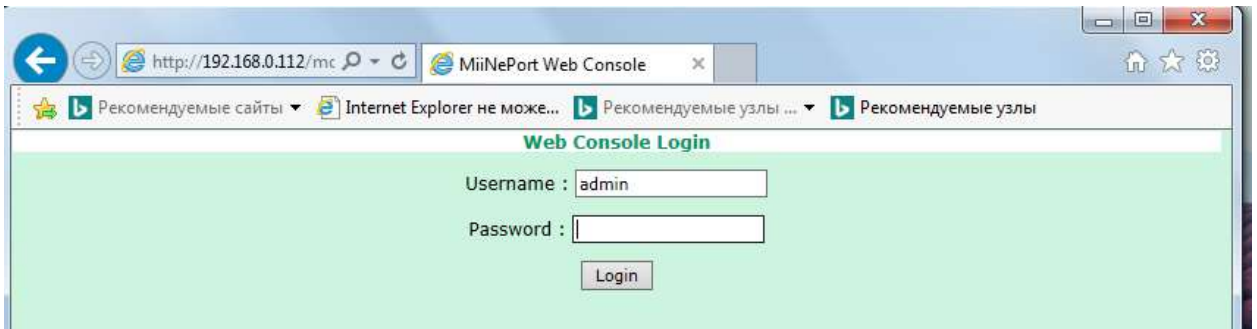 http://192.168.0.112/mc MiiNePort Web Console
Рекомендуемые сайты Internet Explorer не може... Рекомендуемые узлы ... Рекомендуемые узлы
Web Console Login
Username : admin
Password :
Login